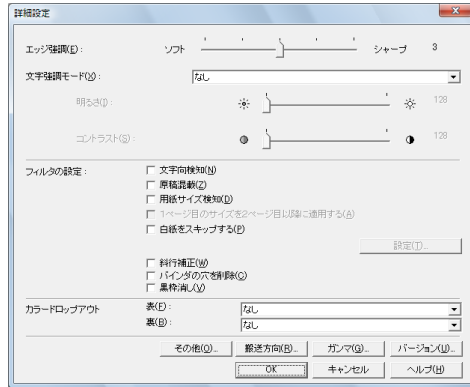 詳細設定
エッジ強調(E): ソフト シャープ 3
文字強調モード(X): なし
明るさ(I): 128
コントラスト(S): 128
フィルタの設定:
文字向検知(N)
原稿混載(Z)
用紙サイズ検知(D)
1ページ目のサイズを2ページ目以降に適用する(A)
白紙をスキップする(P)
設定(T)...
斜行補正(W)
バインダの穴を削除(C)
黒枠消し(V)
カラードロップアウト 表(F): なし
裏(B): なし
その他(O)... 搬送方向(R)... ガンマ(G)... バージョン(U)...
OK キャンセル ヘルプ(H)